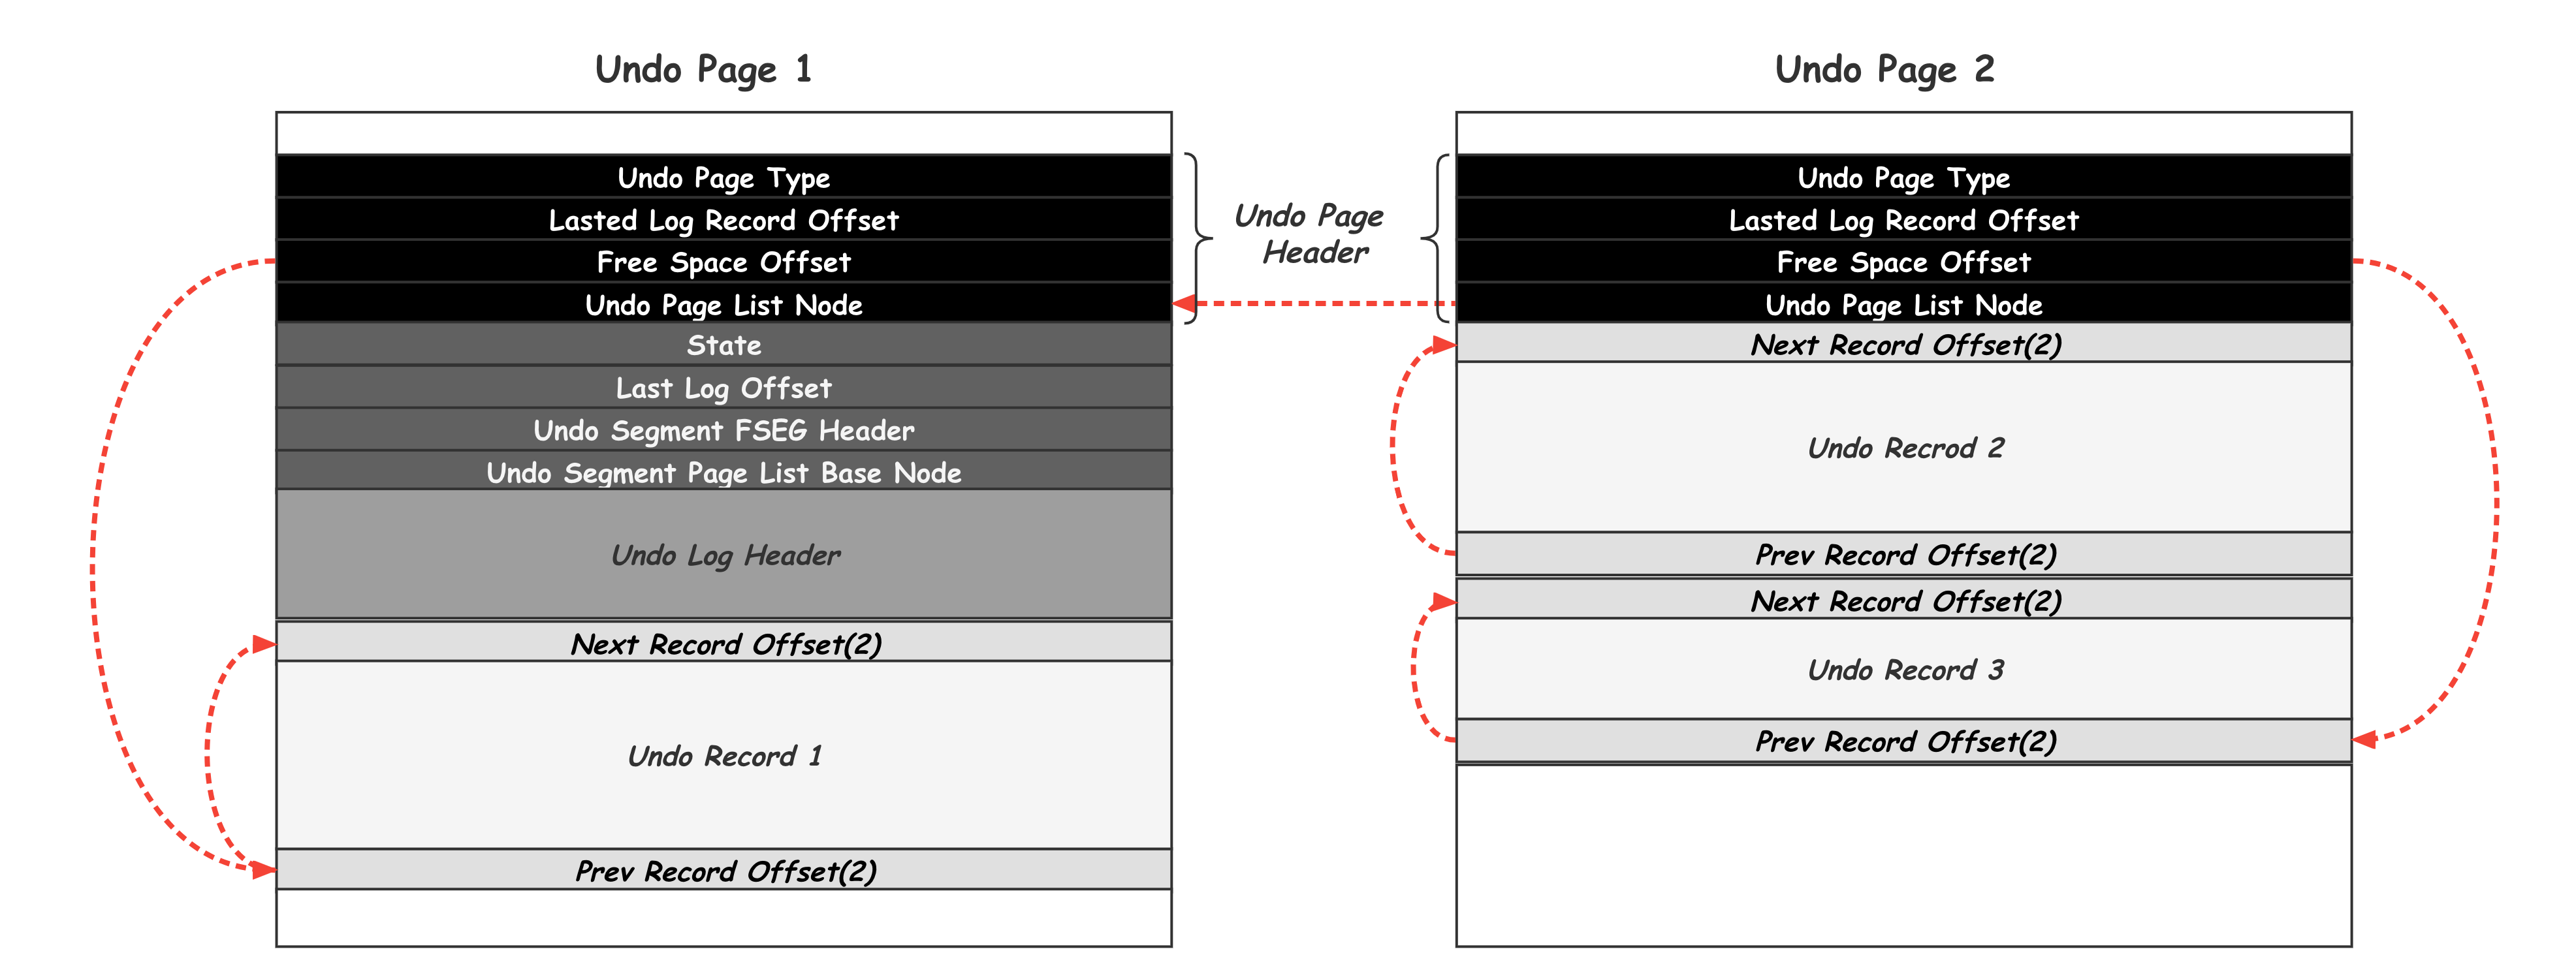 Undo Page 1
Undo Page Type
Lasted Log Record Offset
Free Space Offset
Undo Page List Node
State
Last Log Offset
Undo Segment FSEG Header
Undo Segment Page List Base Node
Undo Log Header
Next Record Offset(2)
Undo Record 1
Prev Record Offset(2)
Undo Page
Header
Undo Page 2
Undo Page Type
Lasted Log Record Offset
Free Space Offset
Undo Page List Node
Next Record Offset(2)
Undo Recrod 2
Prev Record Offset(2)
Next Record Offset(2)
Undo Record 3
Prev Record Offset(2)